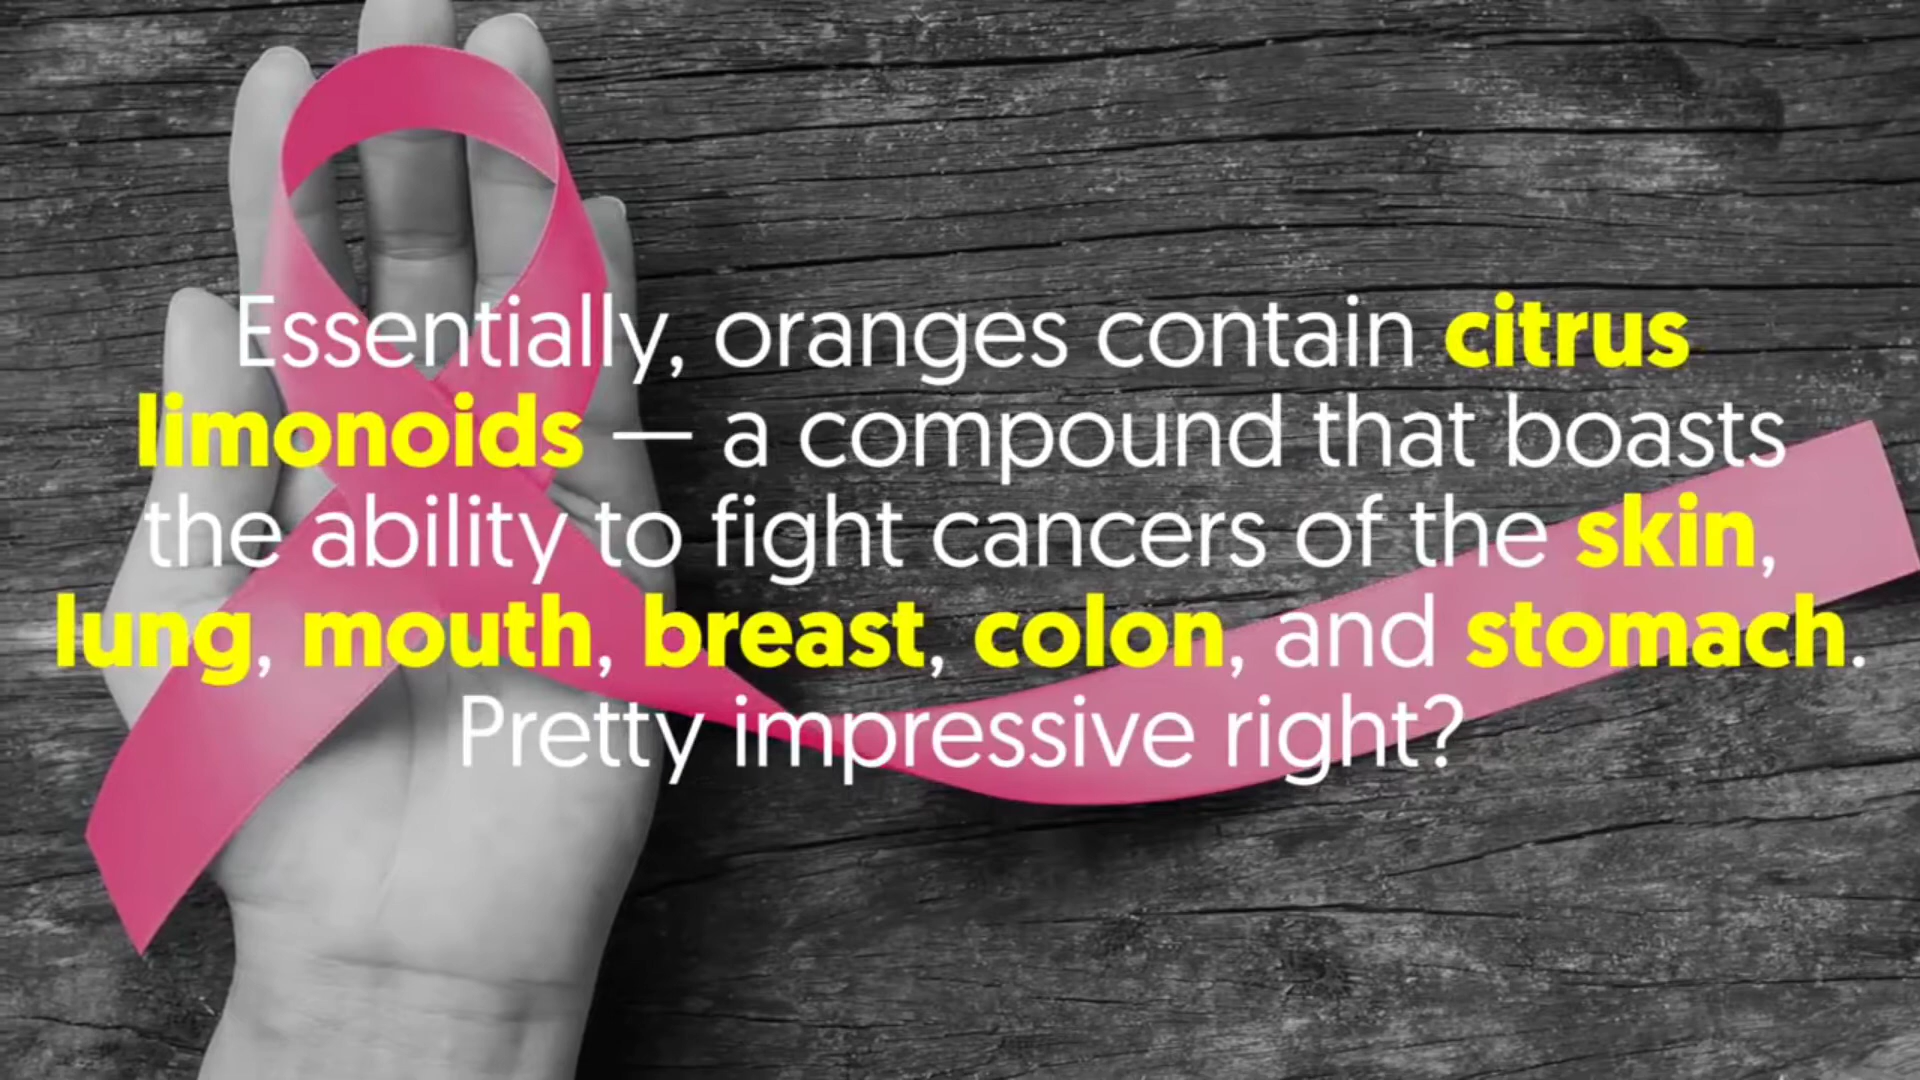 Essentially, oranges contain citrus
limonoids — a compound that boasts
the ability to fight cancers of the skin,
lung, mouth, breast, colon, and stomach.
Pretty impressive right?